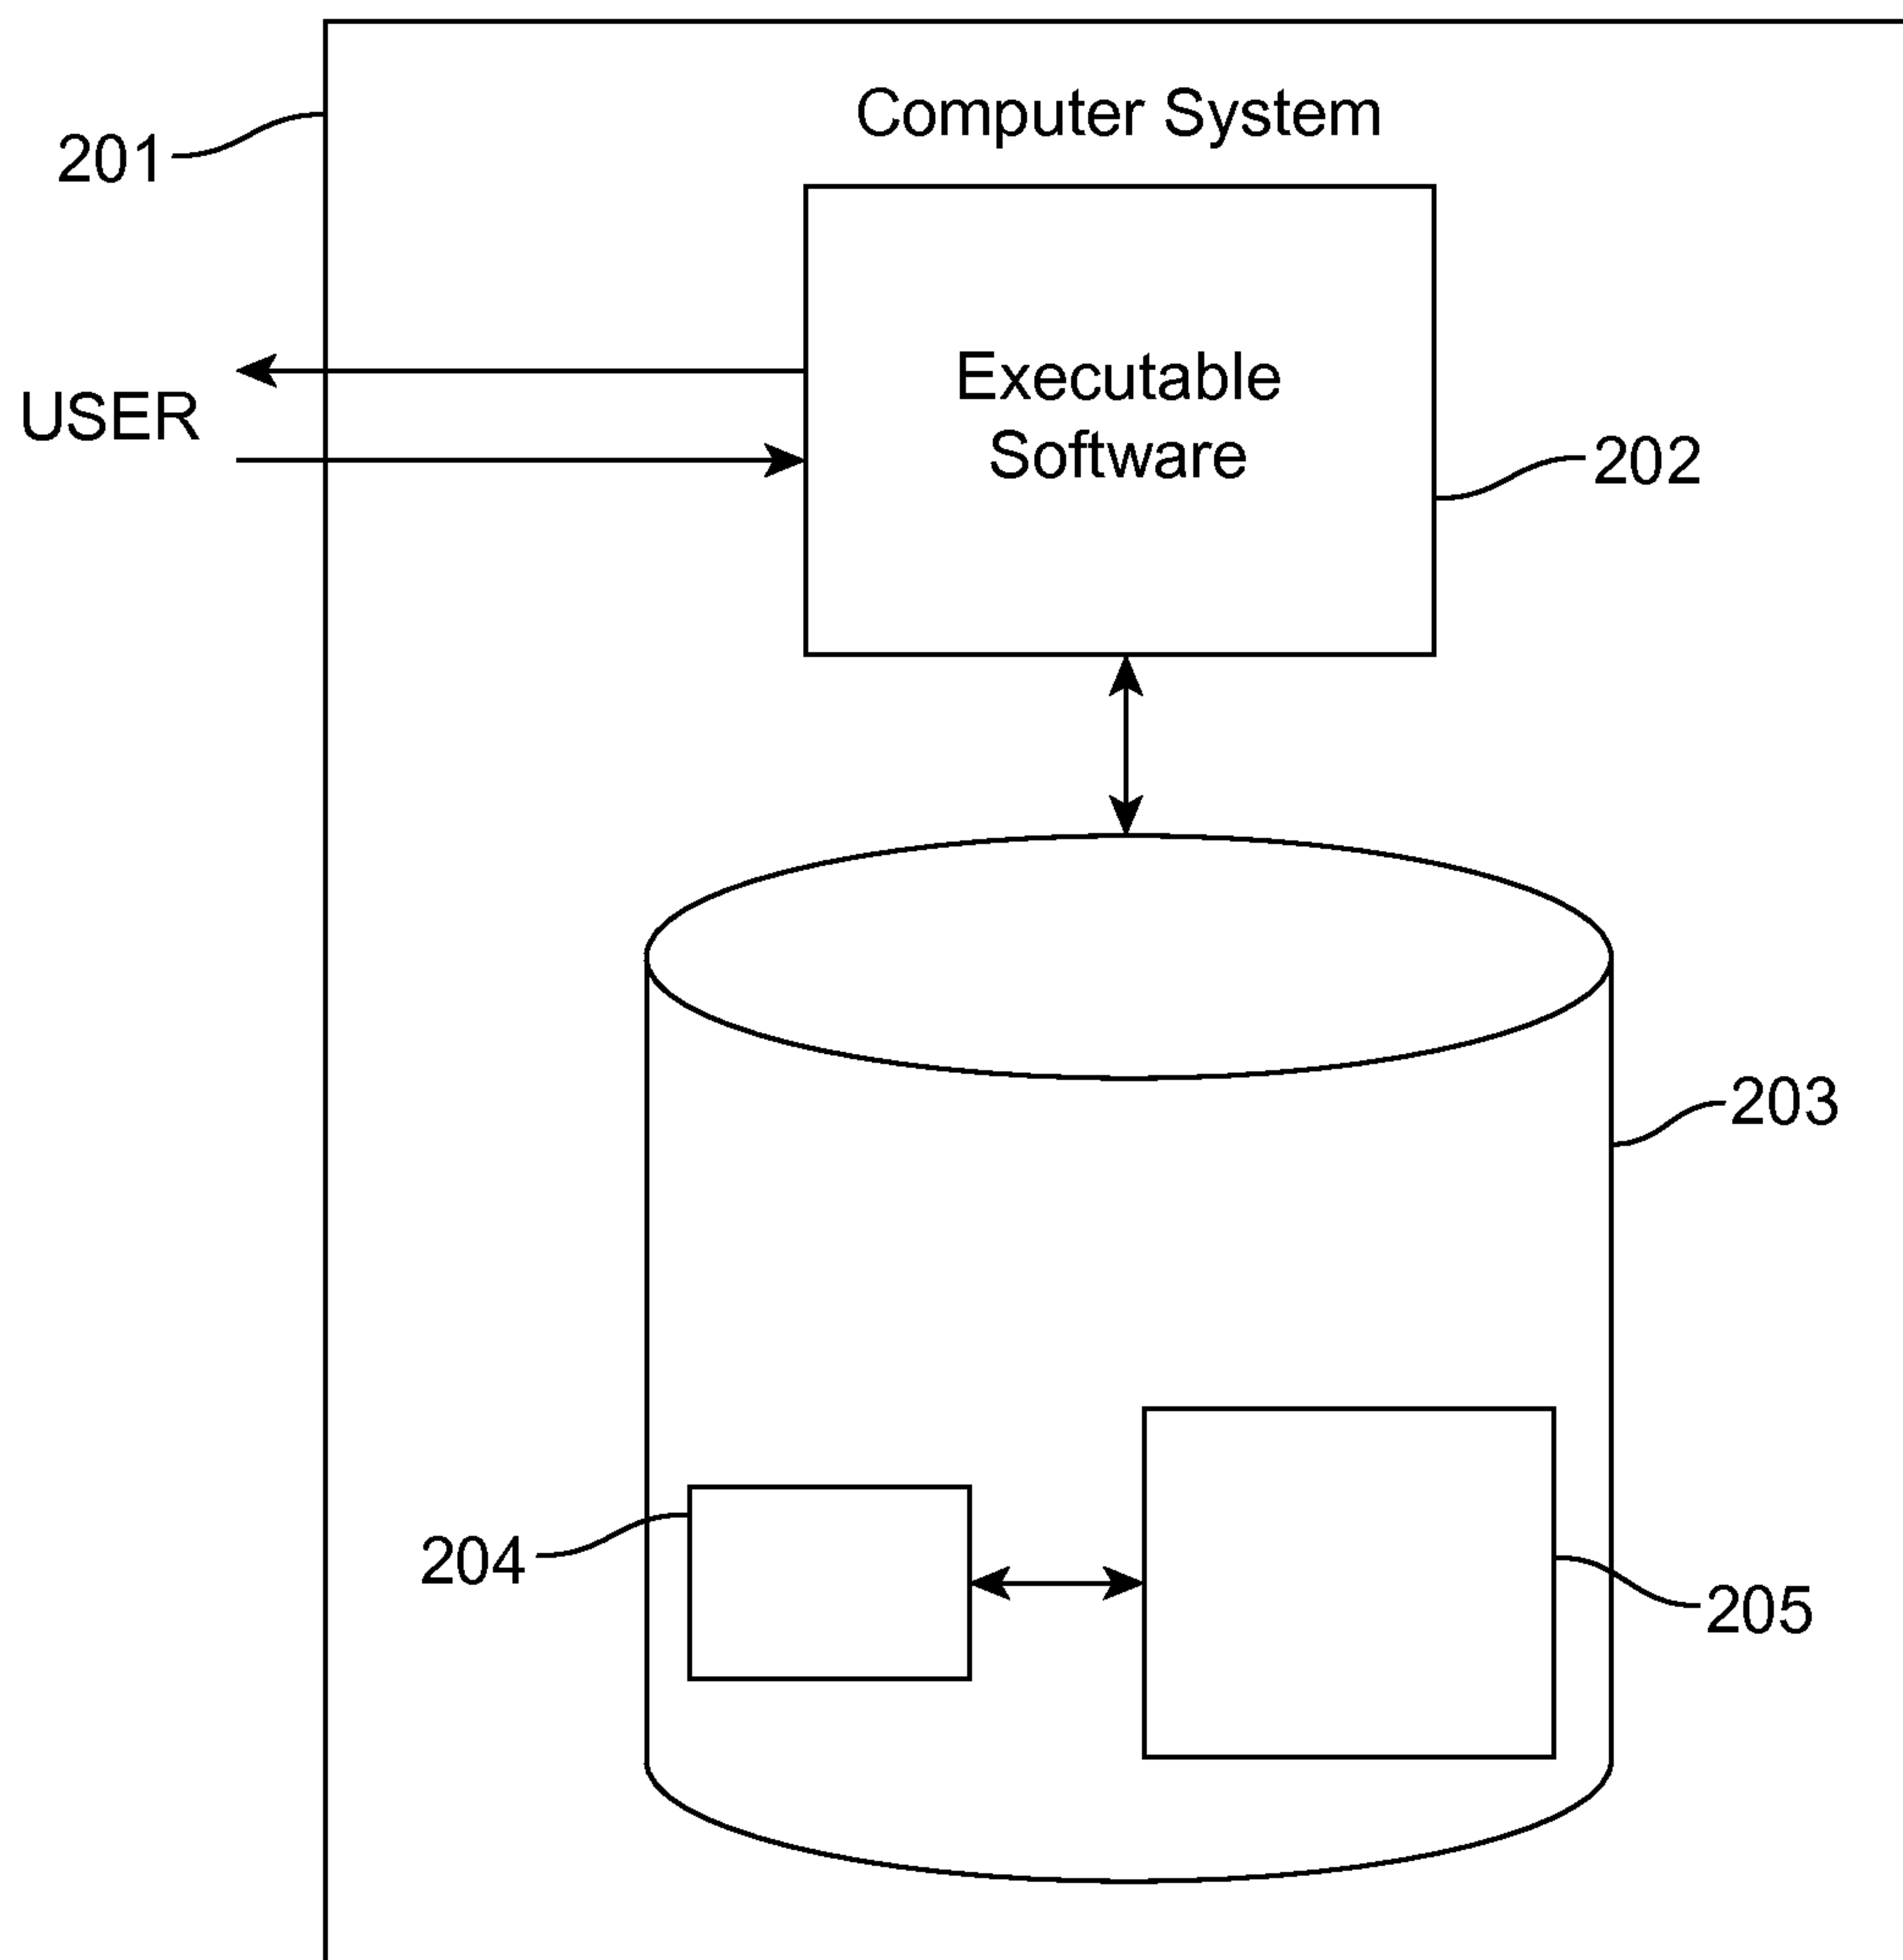 Computer System
201
USER
Executable
Software
202
203
204
205